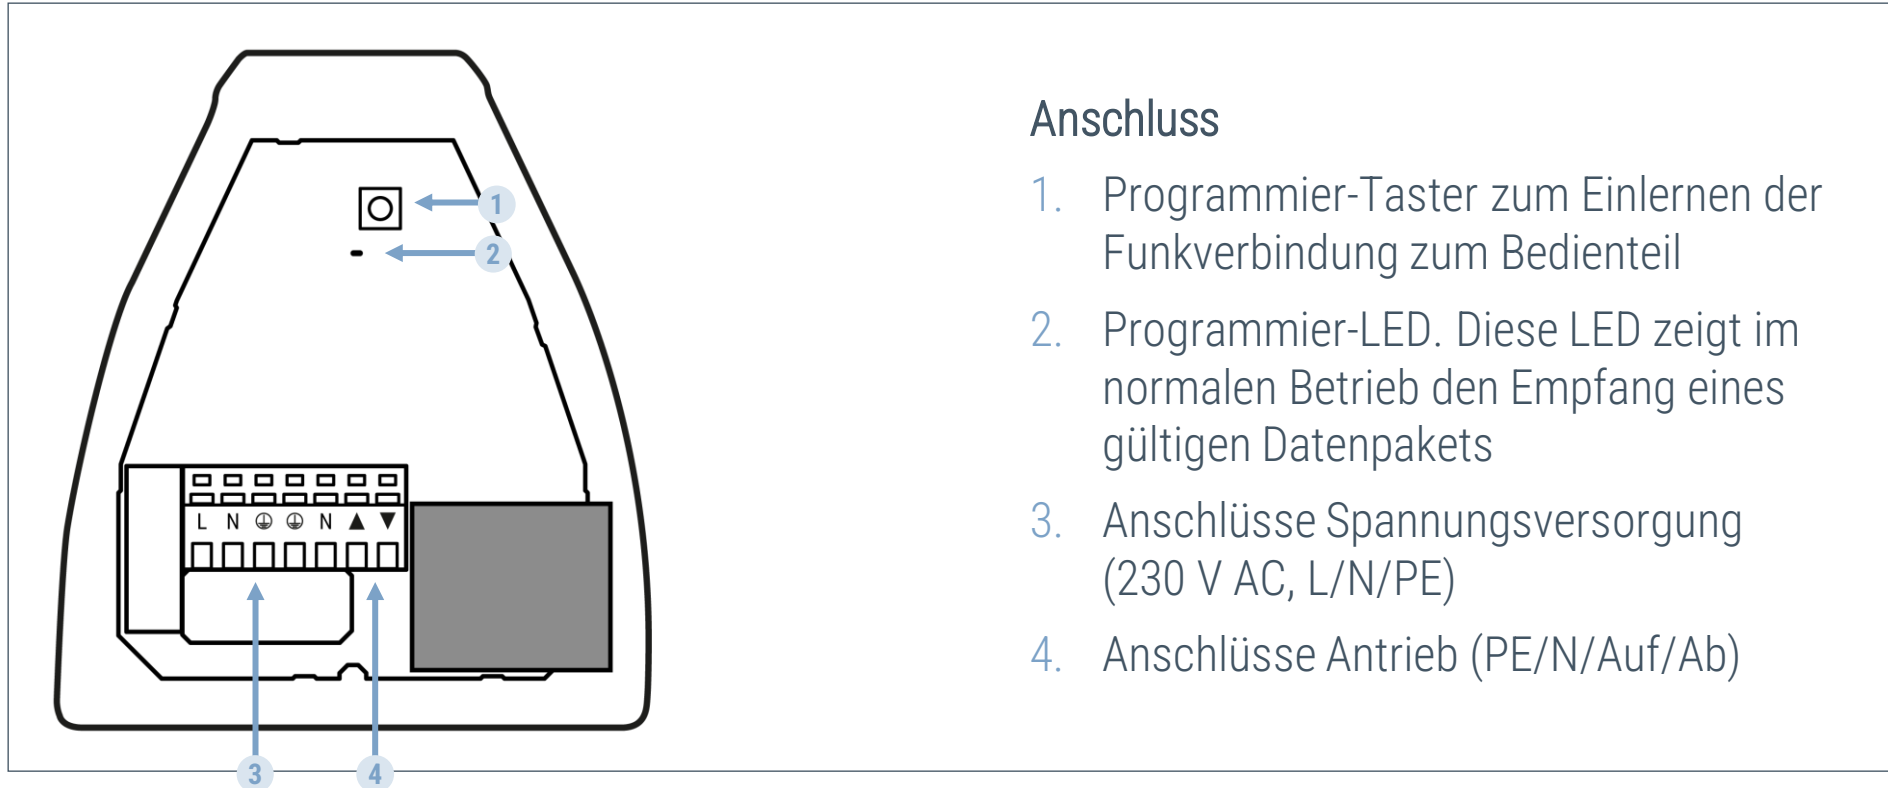 Anschluss
1. Programmier-Taster zum Einlernen der
Funkverbindung zum Bedienteil
2. Programmier-LED. Diese LED zeigt im
normalen Betrieb den Empfang eines
gültigen Datenpakets
3. Anschlüsse Spannungsversorgung
(230 V AC, L/N/PE)
4. Anschlüsse Antrieb (PE/N/Auf/Ab)
1
2
L N ⏚ ⏚ N ▲ ▼
3 4